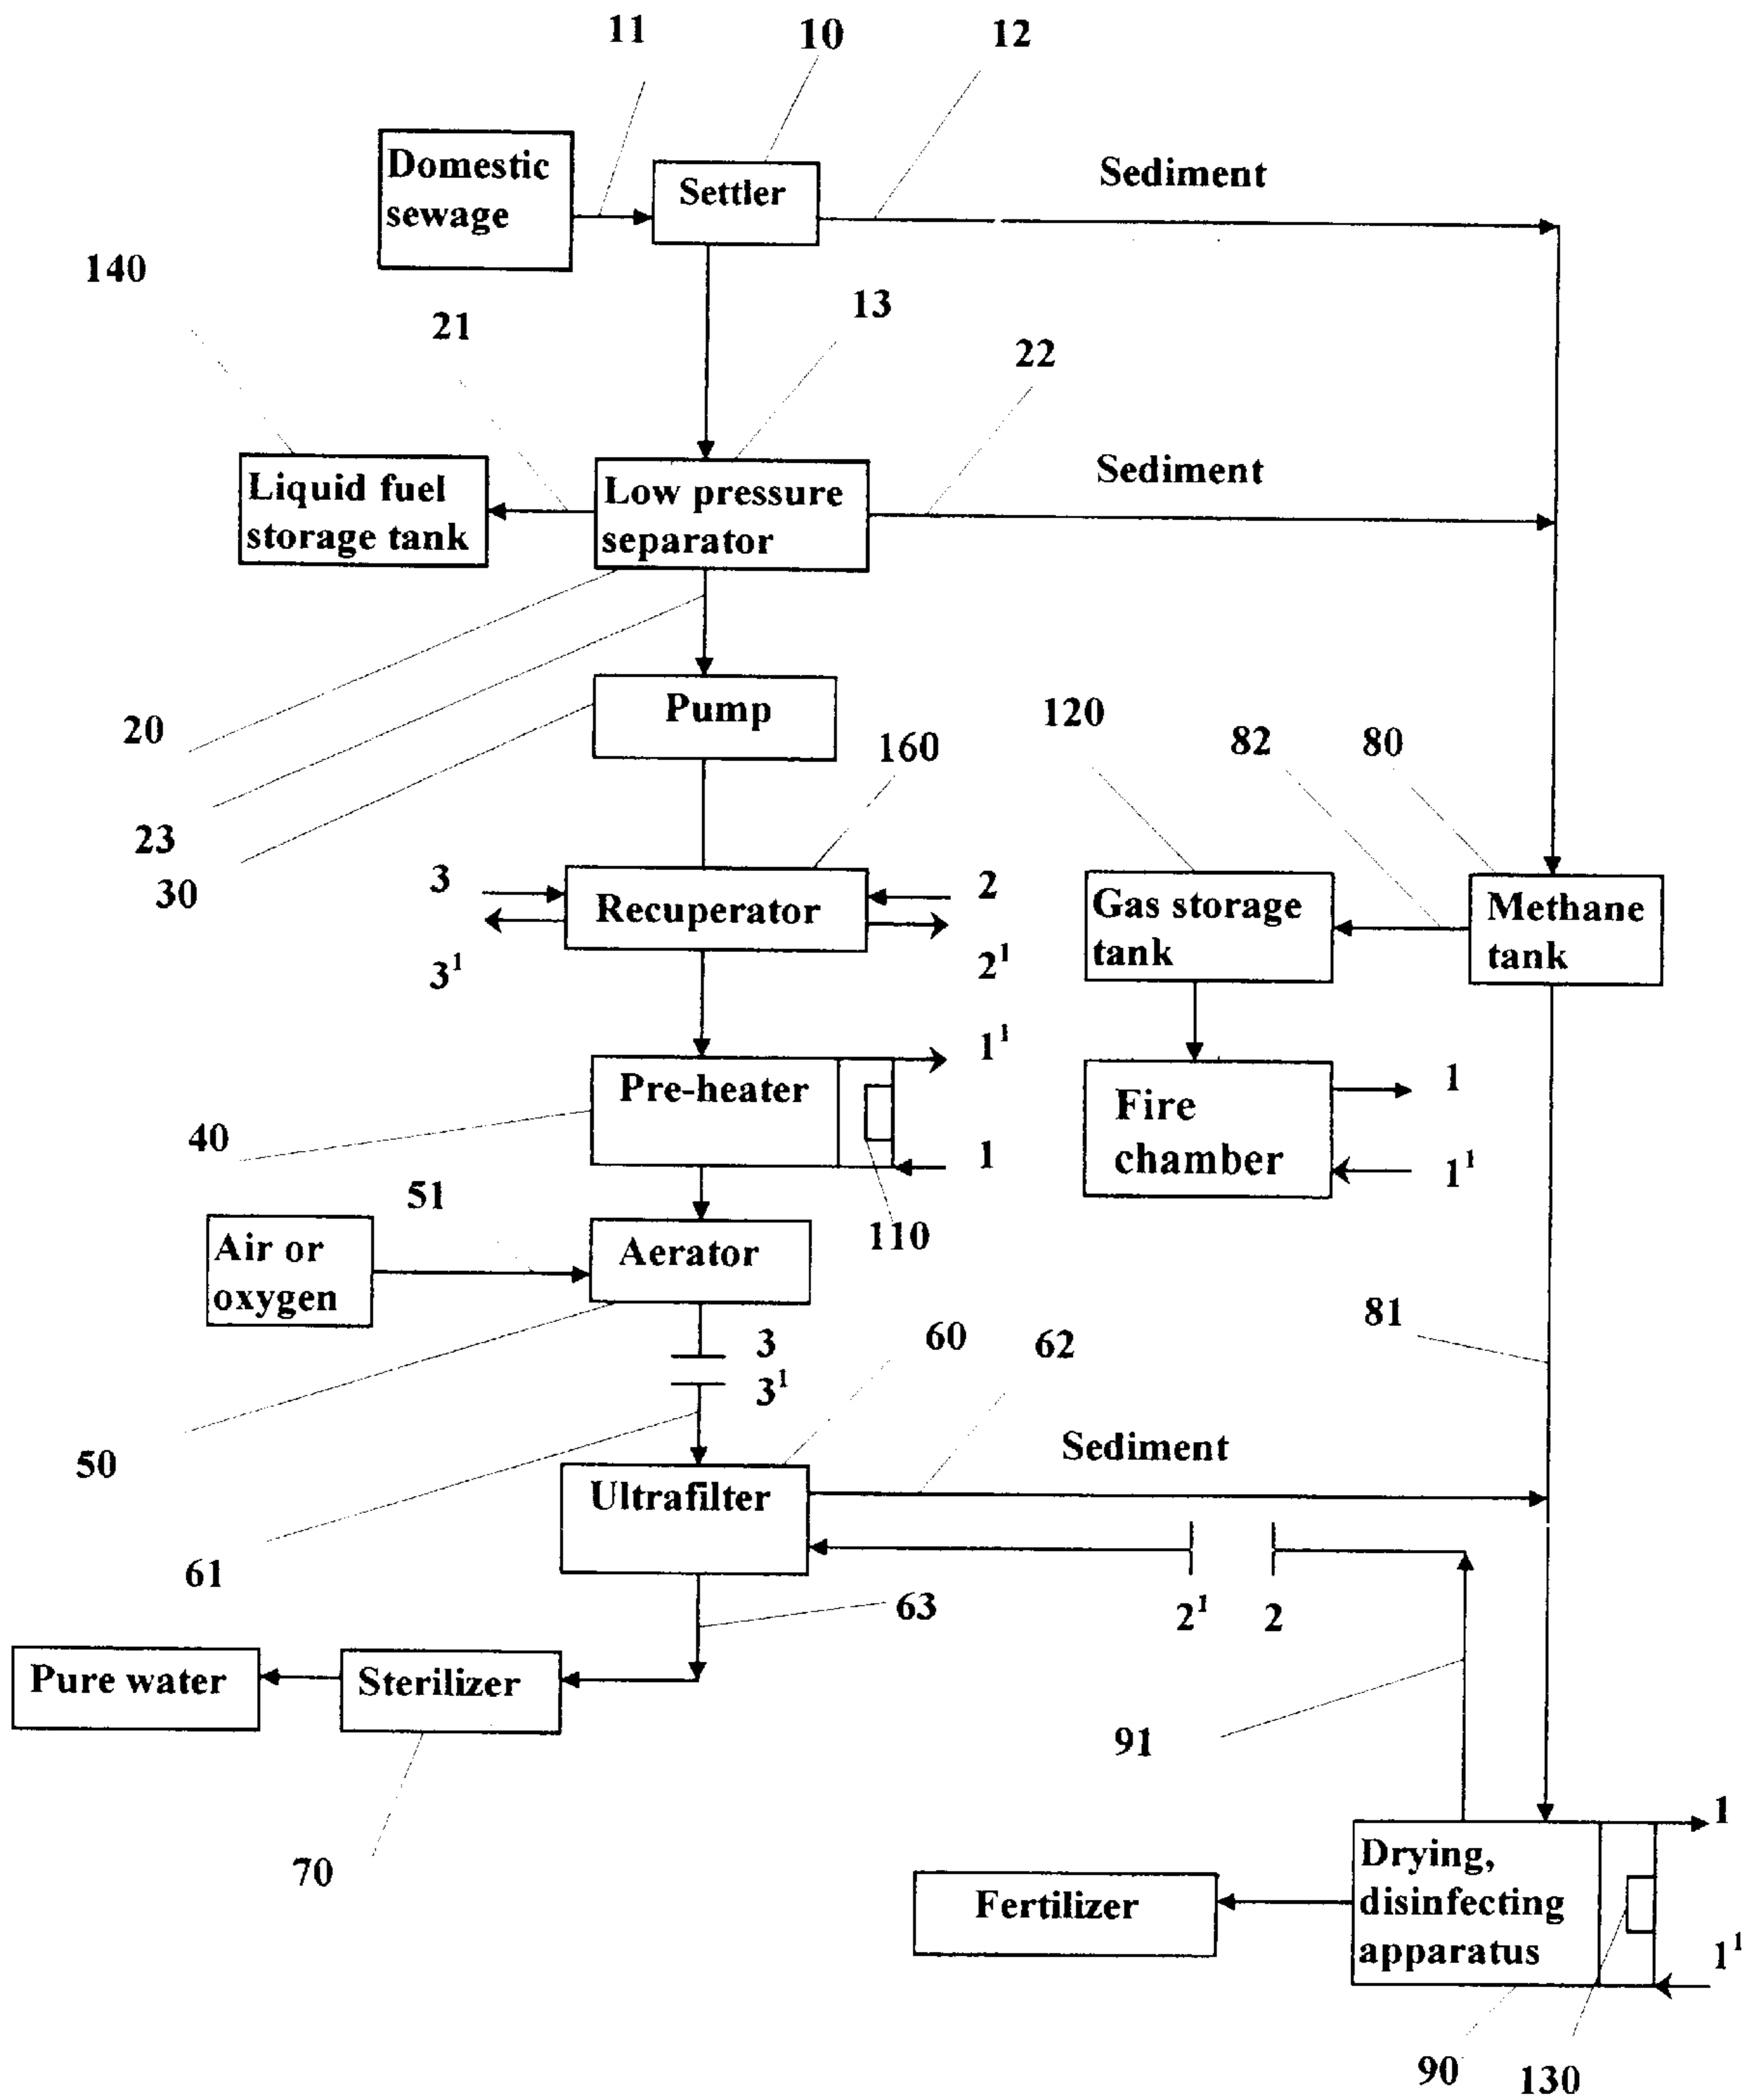 11
10
12
Domestic
sewage
Settler
Sediment
140
21
13
22
Liquid fuel
storage tank
Low pressure
separator
Sediment
20
23
30
Pump
160
120
82
80
3
3¹
Recuperator
2
2¹
Gas storage
tank
Methane
tank
40
Pre-heater
1¹
1
110
Fire
chamber
1
1¹
51
Air or
oxygen
Aerator
81
50
3
3¹
60
62
61
Ultrafilter
Sediment
63
2¹
2
Pure water
Sterilizer
91
70
Fertilizer
Drying,
disinfecting
apparatus
1
1¹
90
130